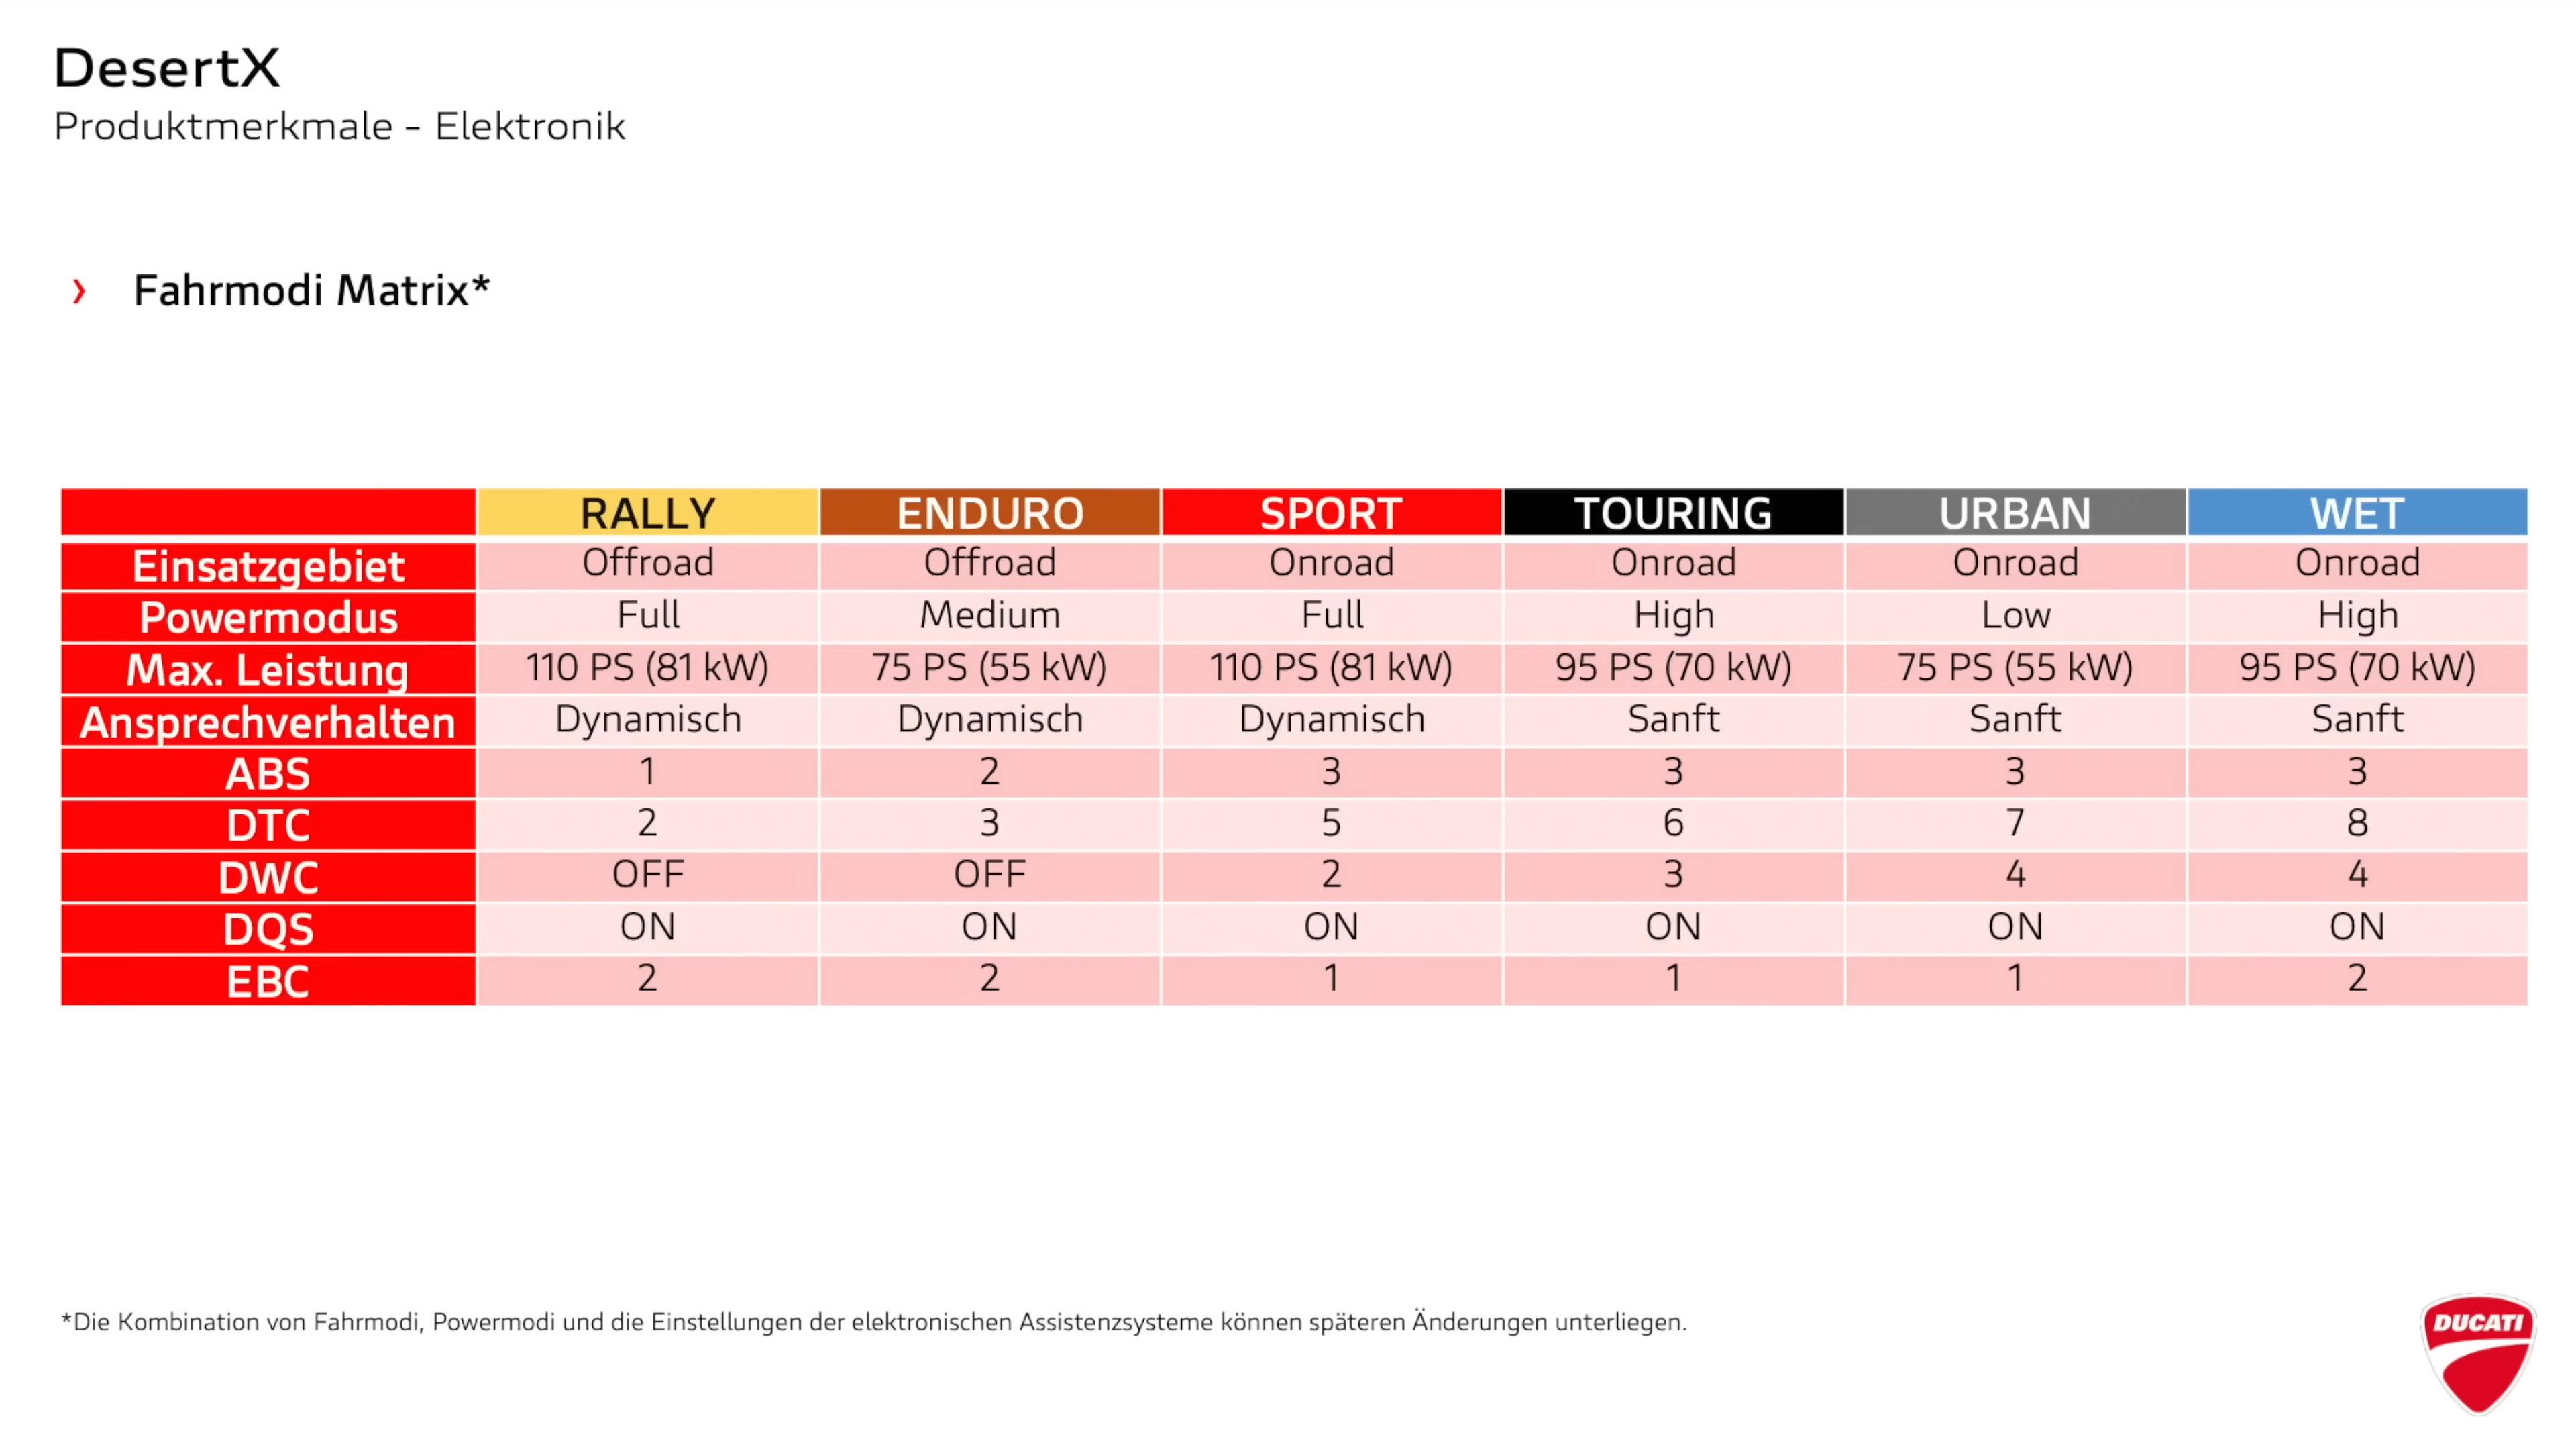 DesertX
Produktmerkmale - Elektronik
› Fahrmodi Matrix*
RALLY ENDURO SPORT TOURING URBAN WET
Einsatzgebiet Offroad Offroad Onroad Onroad Onroad Onroad
Powermodus Full Medium Full High Low High
Max. Leistung 110 PS (81 kW) 75 PS (55 kW) 110 PS (81 kW) 95 PS (70 kW) 75 PS (55 kW) 95 PS (70 kW)
Ansprechverhalten Dynamisch Dynamisch Dynamisch Sanft Sanft Sanft
ABS 1 2 3 3 3 3
DTC 2 3 5 6 7 8
DWC OFF OFF 2 3 4 4
DQS ON ON ON ON ON ON
EBC 2 2 1 1 1 2
*Die Kombination von Fahrmodi, Powermodi und die Einstellungen der elektronischen Assistenzsysteme können späteren Änderungen unterliegen.
DUCATI